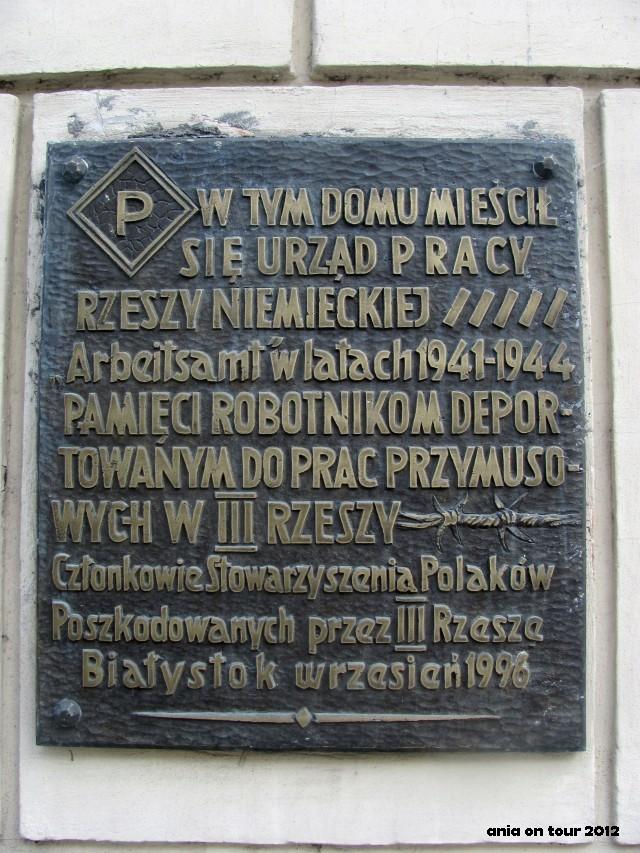 P
W TYM DOMU MIEŚCIŁ
SIĘ URZĄD PRACY
RZESZY NIEMIECKIEJ /////
„Arbeitsamt” w latach 1941-1944
PAMIĘCI ROBOTNIKOM DEPOR-
TOWANYM DO PRAC PRZYMUSO-
WYCH W III RZESZY
Członkowie Stowarzyszenia Polaków
Poszkodowanych przez III Rzeszę
Białystok wrzesień 1996
ania on tour 2012